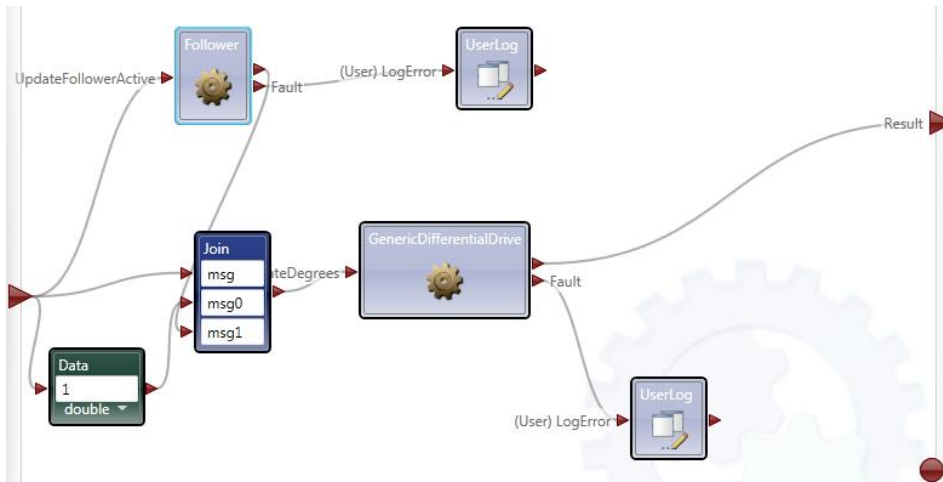 Follower
UserLog
UpdateFollowerActive
(User) LogError
Fault
Result
Join
GenericDifferentialDrive
msg
ateDegrees
msg0
Fault
msg1
Data
1
double
UserLog
(User) LogError